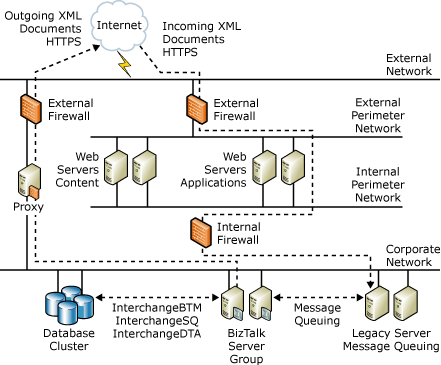 Outgoing XML
Documents
HTTPS
Internet
Incoming XML
Documents
HTTPS
External
Network
External
Firewall
External
Firewall
External
Perimeter
Network
Web
Servers
Content
Web
Servers
Applications
Internal
Perimeter
Network
Proxy
Internal
Firewall
Corporate
Network
InterchangeBTM
InterchangeSQ
InterchangeDTA
Message
Queuing
Database
Cluster
BizTalk
Server
Group
Legacy Server
Message Queuing